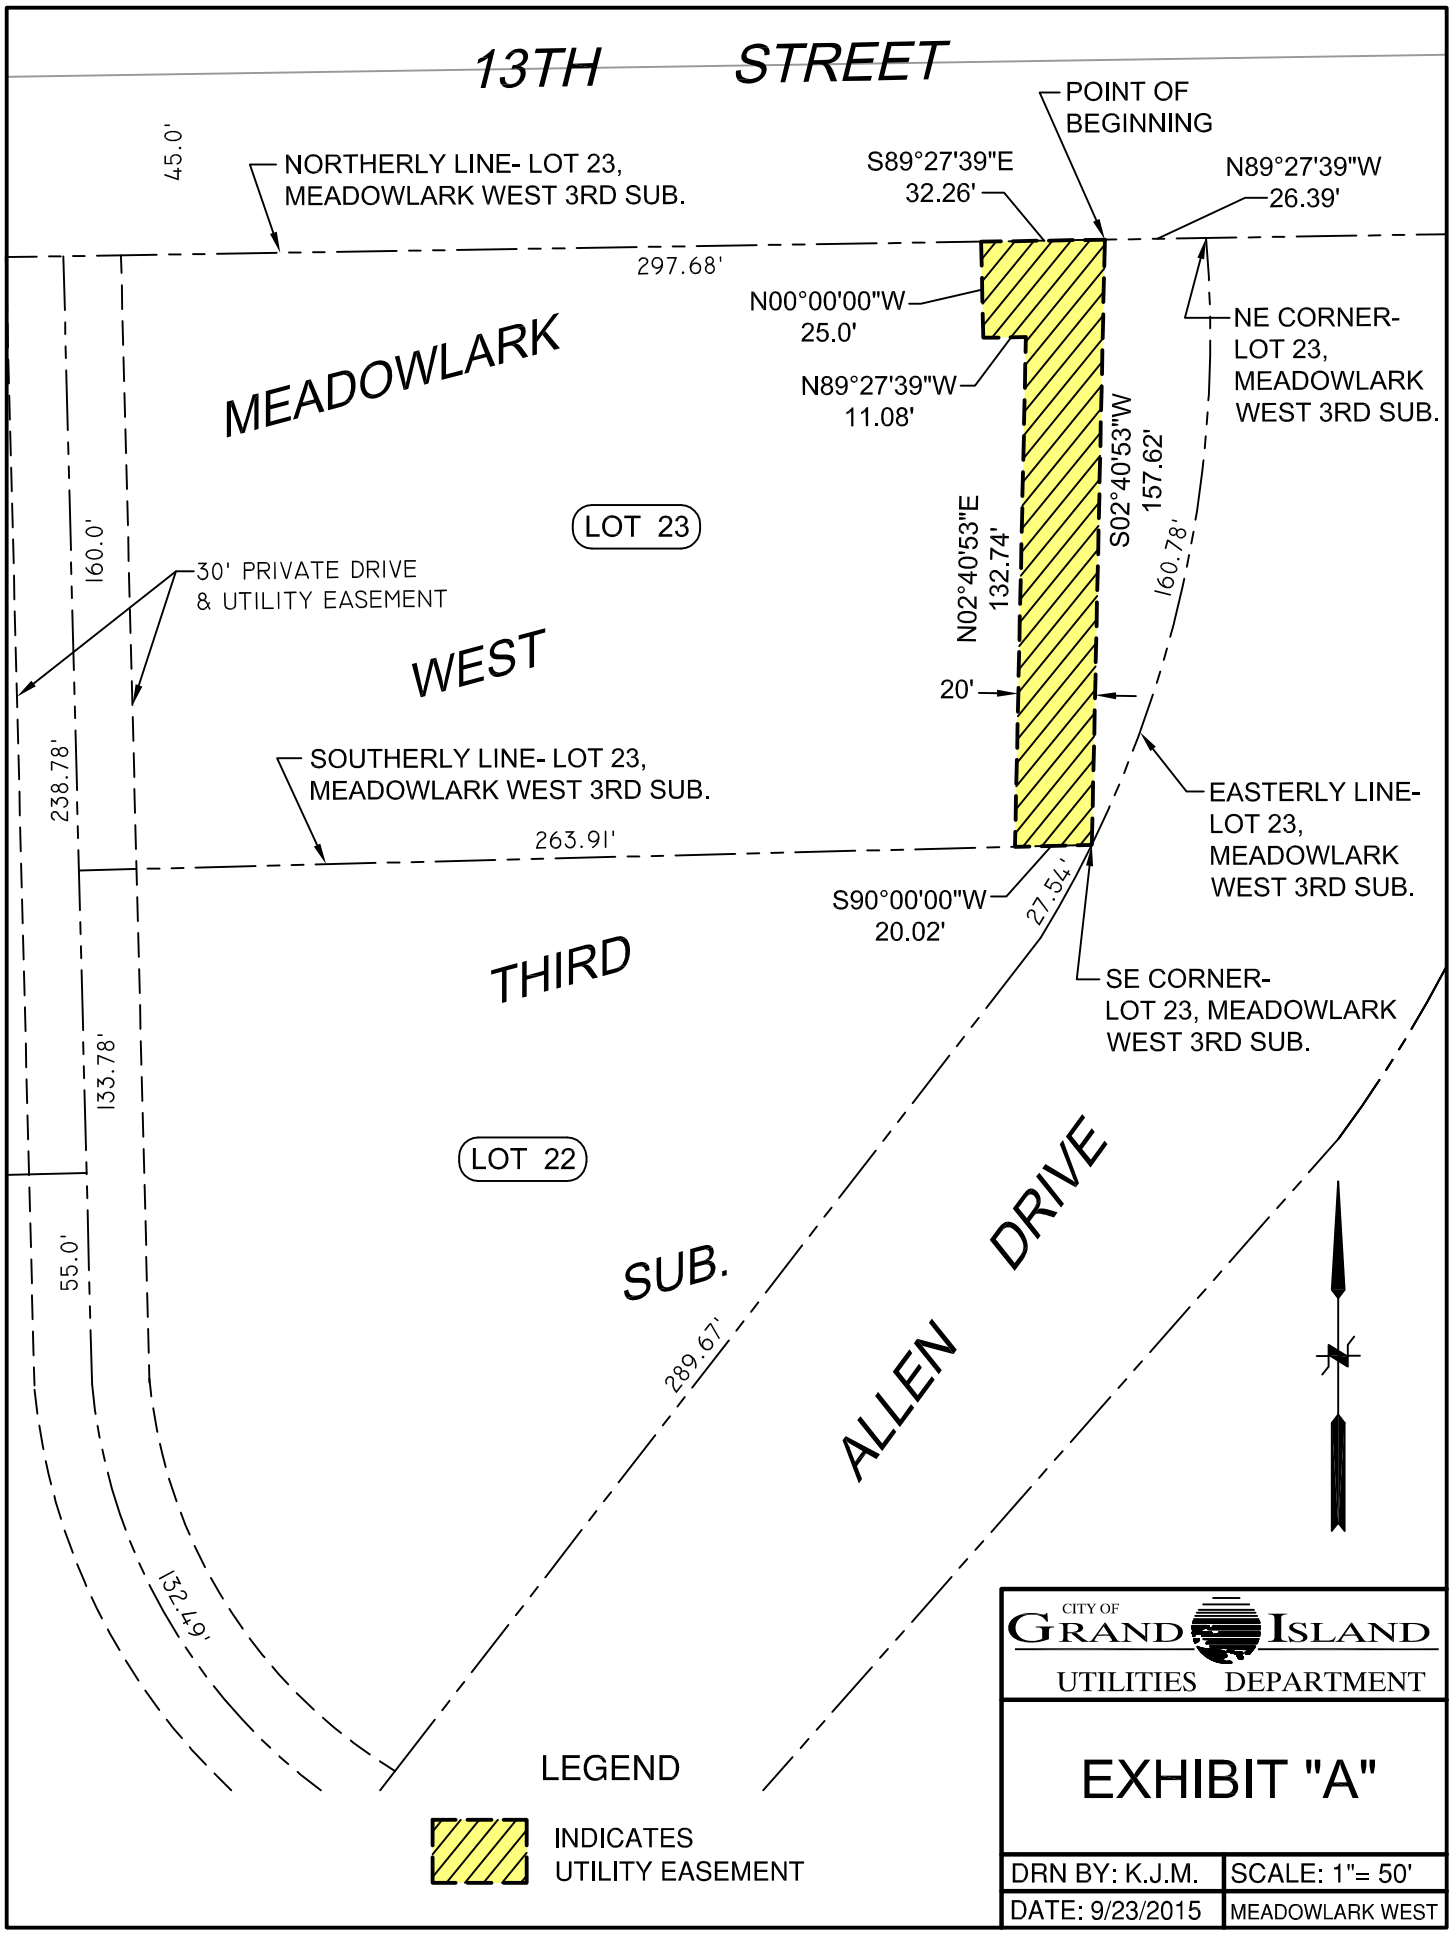 13TH STREET
POINT OF
BEGINNING
45.0'
NORTHERLY LINE- LOT 23,
MEADOWLARK WEST 3RD SUB.
S89°27'39"E
32.26'
N89°27'39"W
26.39'
297.68'
N00°00'00"W
25.0'
NE CORNER-
LOT 23,
MEADOWLARK
WEST 3RD SUB.
MEADOWLARK
N89°27'39"W
11.08'
S02°40'53"W
157.62'
LOT 23
N02°40'53"E
132.74'
160.78'
160.0'
30' PRIVATE DRIVE
& UTILITY EASEMENT
WEST
20'
238.78'
SOUTHERLY LINE- LOT 23,
MEADOWLARK WEST 3RD SUB.
EASTERLY LINE-
LOT 23,
MEADOWLARK
WEST 3RD SUB.
263.91'
S90°00'00"W
20.02'
27.54'
THIRD
SE CORNER-
LOT 23, MEADOWLARK
WEST 3RD SUB.
133.78'
LOT 22
55.0'
SUB.
ALLEN DRIVE
289.67'
N
132.49'
LEGEND
INDICATES
UTILITY EASEMENT
CITY OF
GRAND ISLAND
UTILITIES DEPARTMENT
EXHIBIT "A"
DRN BY: K.J.M.
SCALE: 1"= 50'
DATE: 9/23/2015
MEADOWLARK WEST